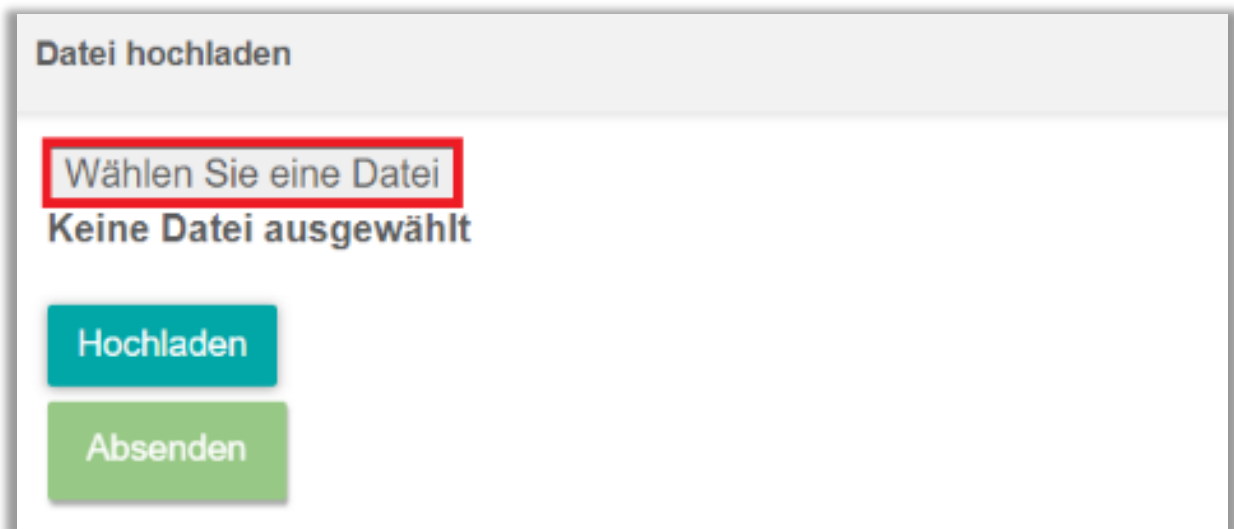 Datei hochladen
Wählen Sie eine Datei
Keine Datei ausgewählt
Hochladen
Absenden